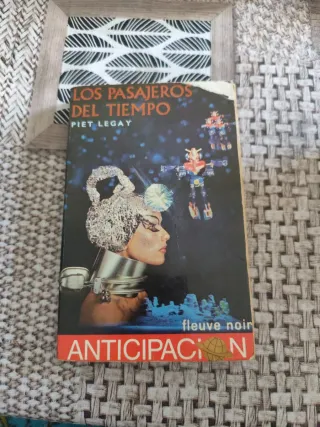 LOS PASAJEROS
DEL TIEMPO
PIET LEGAY
fleuve noir
ANTICIPACION